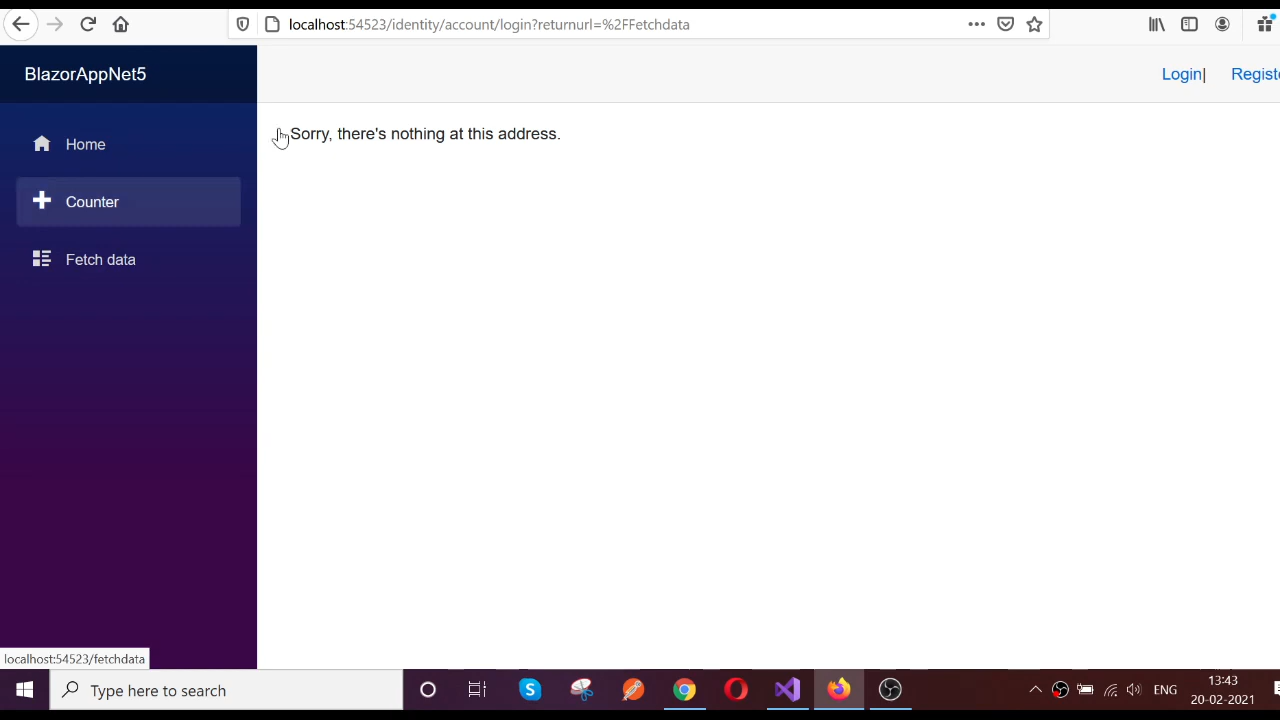 localhost:54523/identity/account/login?returnurl=%2FFetchdata
BlazorAppNet5
Login|
Regist
Home
Sorry, there's nothing at this address.
Counter
Fetch data
localhost:54523/fetchdata
Type here to search
ENG
13:43
20-02-2021